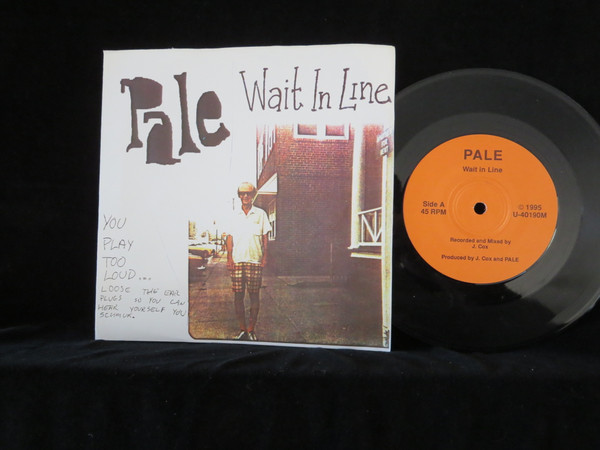 Pale
Wait In Line
YOU
PLAY
TOO
LOUD...
LOOSE THE EAR
PLUGS SO YOU CAN
HEAR YOURSELF YOU
SCHMUK.
PALE
Wait in Line
Side A
45 RPM
© 1995
U-40190M
Recorded and Mixed by
J. Cox
Produced by J. Cox and PALE